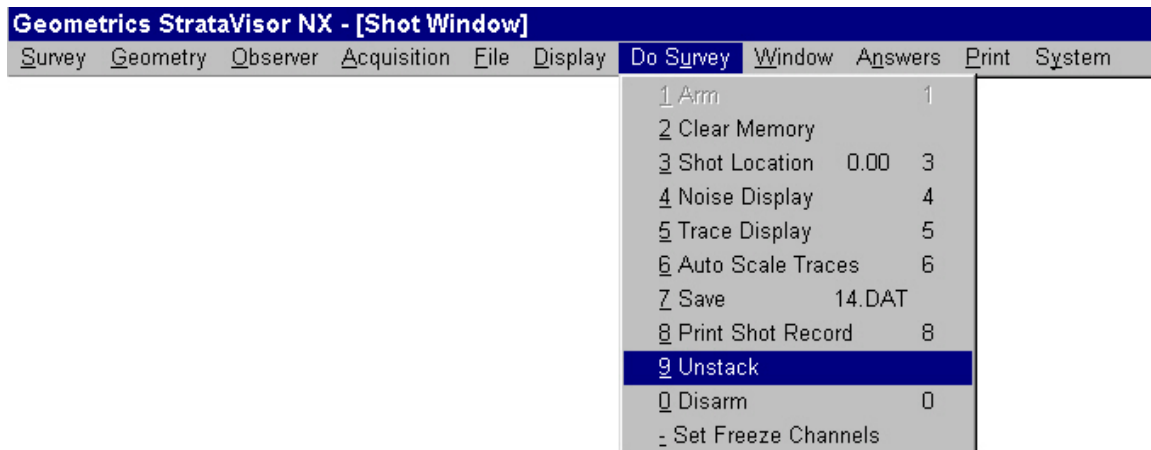 Geometrics StrataVisor NX - [Shot Window]
Survey Geometry Observer Acquisition File Display Do Survey Window Answers Print System
1 Arm 1
2 Clear Memory
3 Shot Location 0.00 3
4 Noise Display 4
5 Trace Display 5
6 Auto Scale Traces 6
7 Save 14.DAT
8 Print Shot Record 8
9 Unstack
0 Disarm 0
- Set Freeze Channels